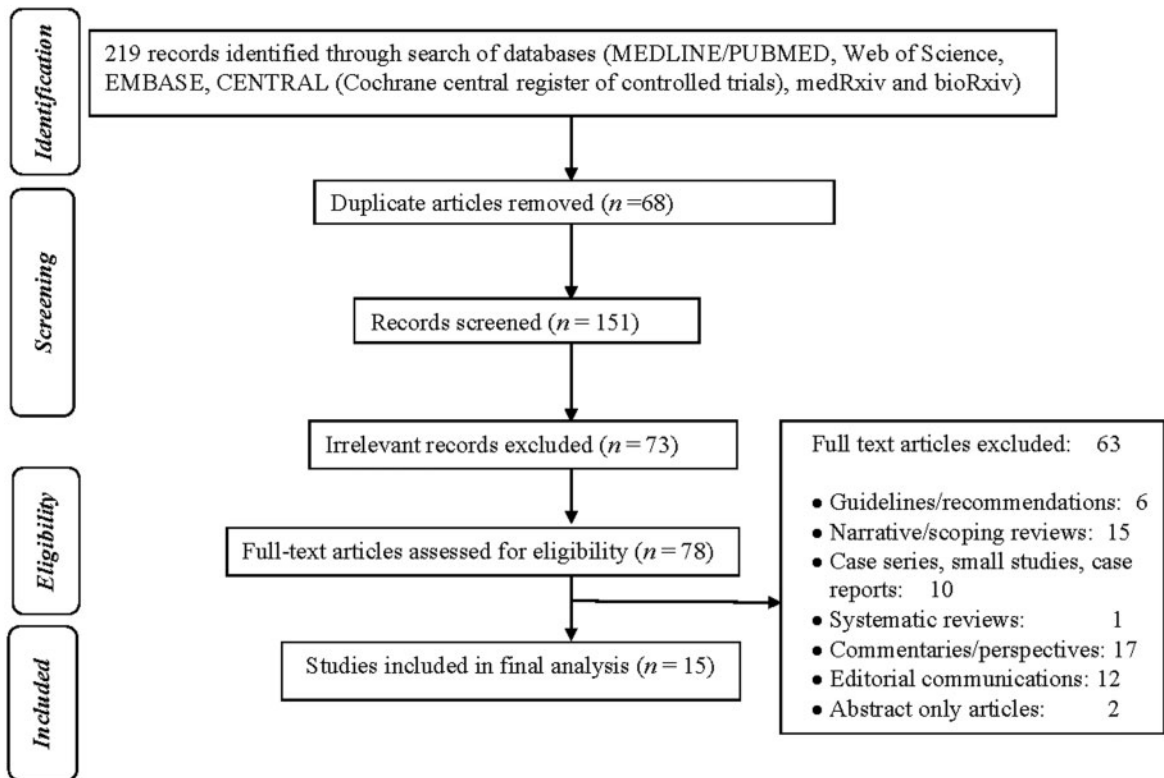 Identification
219 records identified through search of databases (MEDLINE/PUBMED, Web of Science,
EMBASE, CENTRAL (Cochrane central register of controlled trials), medRxiv and bioRxiv)
Screening
Duplicate articles removed (n =68)
Records screened (n = 151)
Irrelevant records excluded (n = 73)
Eligibility
Full-text articles assessed for eligibility (n = 78)
Included
Studies included in final analysis (n = 15)
Full text articles excluded: 63
• Guidelines/recommendations: 6
• Narrative/scoping reviews: 15
• Case series, small studies, case
reports: 10
• Systematic reviews: 1
• Commentaries/perspectives: 17
• Editorial communications: 12
• Abstract only articles: 2